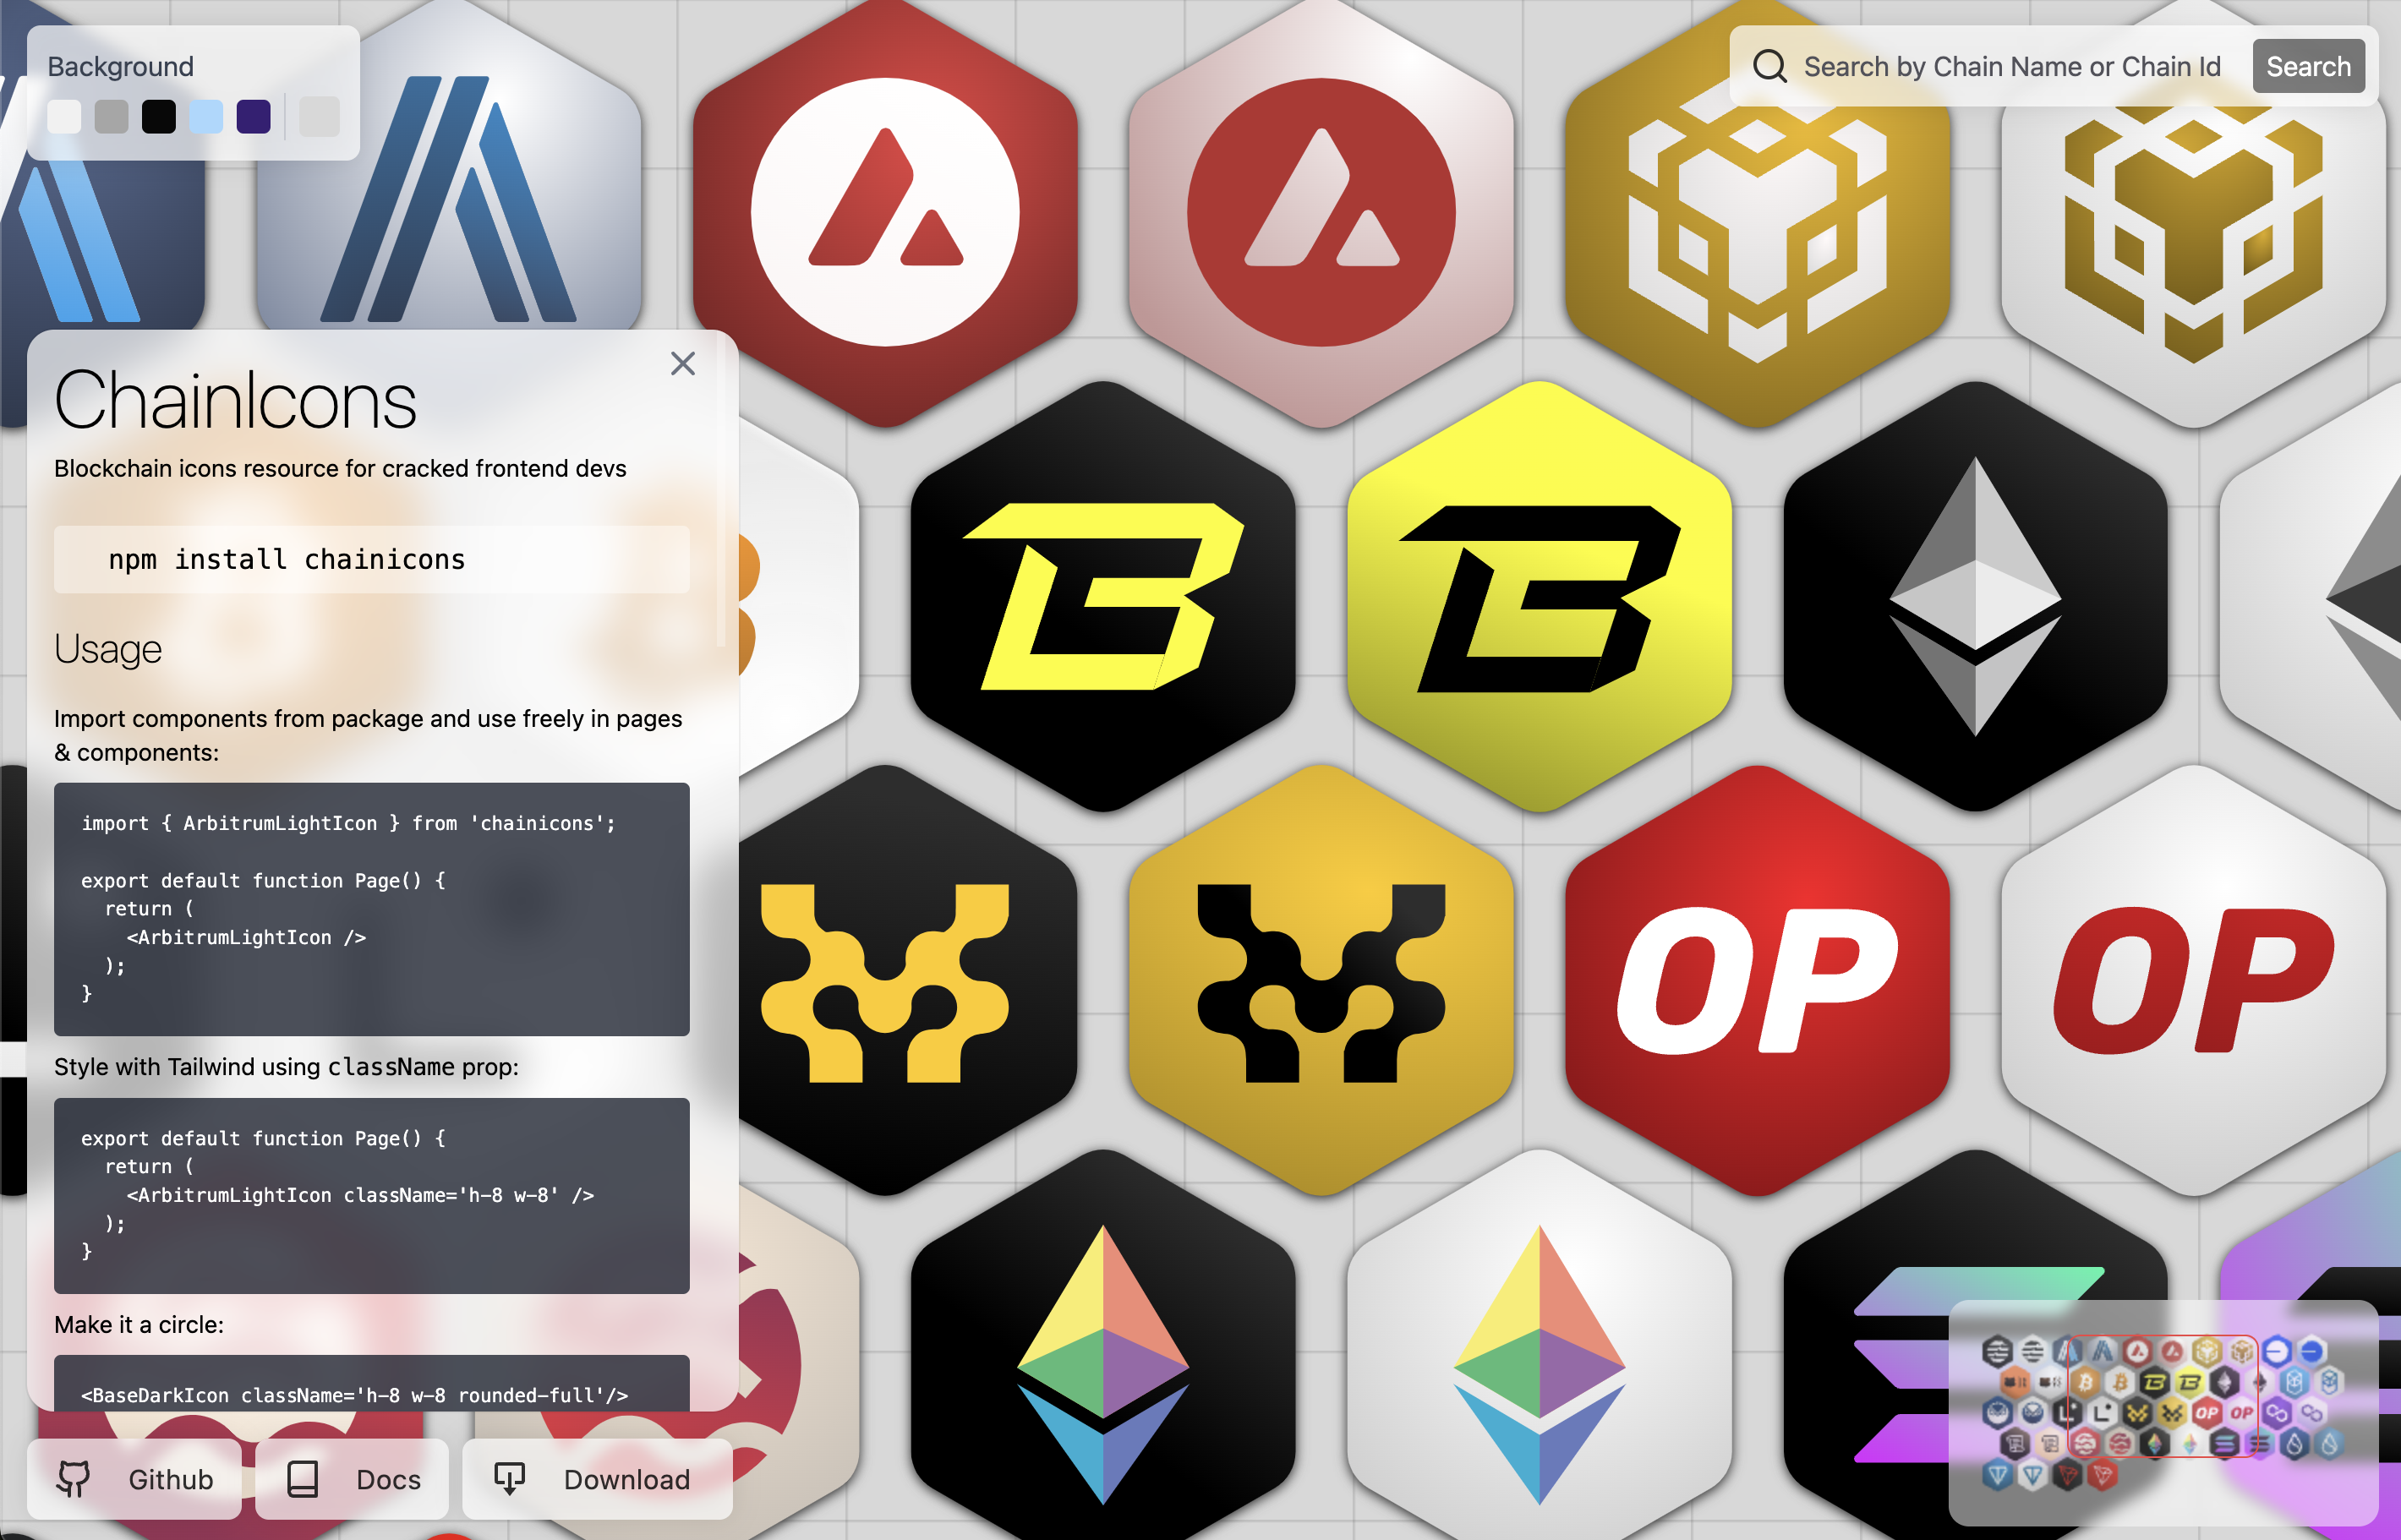 Background
Search by Chain Name or Chain Id
Search
ChainIcons
Blockchain icons resource for cracked frontend devs
npm install chainicons
Usage
Import components from package and use freely in pages
& components:
import { ArbitrumLightIcon } from 'chainicons';
export default function Page() {
return (
<ArbitrumLightIcon />
);
}
Style with Tailwind using className prop:
export default function Page() {
return (
<ArbitrumLightIcon className='h-8 w-8' />
);
}
Make it a circle:
<BaseDarkIcon className='h-8 w-8 rounded-full'/>
Github
Docs
Download
OP
OP
OP
OP